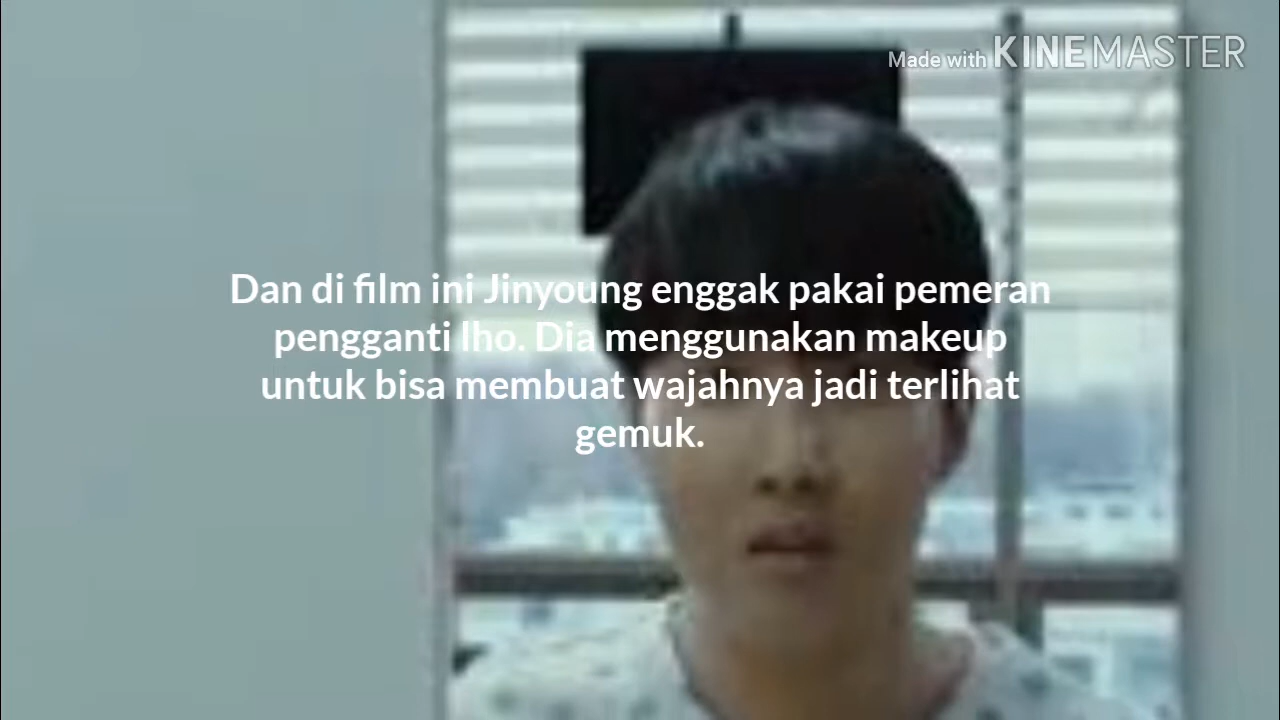 Made with KINEMASTER
Dan di film ini Jinyoung enggak pakai pemeran
pengganti lho. Dia menggunakan makeup
untuk bisa membuat wajahnya jadi terlihat
gemuk.